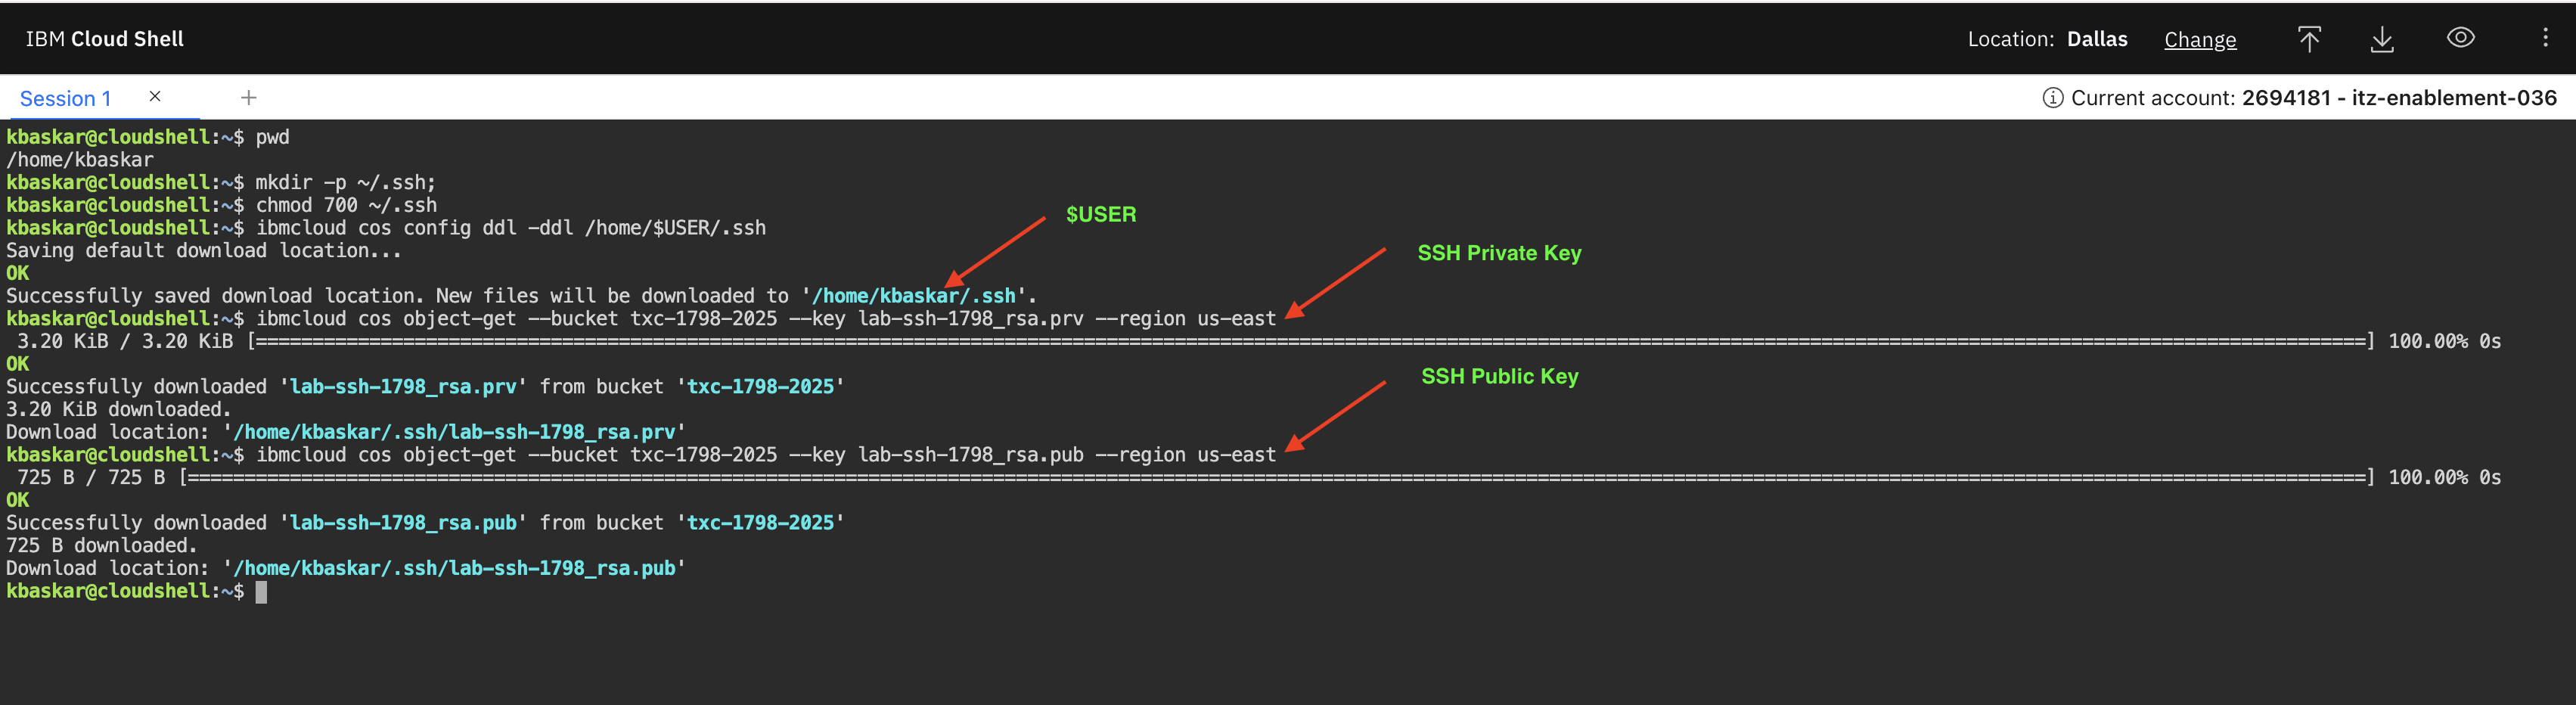 IBM Cloud Shell
Location: Dallas Change
Session 1 × +
Current account: 2694181 - itz-enablement-036
kbaskar@cloudshell:~$ pwd
/home/kbaskar
kbaskar@cloudshell:~$ mkdir -p ~/.ssh;
kbaskar@cloudshell:~$ chmod 700 ~/.ssh
$USER
kbaskar@cloudshell:~$ ibmcloud cos config ddl -ddl /home/$USER/.ssh
Saving default download location...
SSH Private Key
OK
Successfully saved download location. New files will be downloaded to '/home/kbaskar/.ssh'.
kbaskar@cloudshell:~$ ibmcloud cos object-get --bucket txc-1798-2025 --key lab-ssh-1798_rsa.prv --region us-east
3.20 KiB / 3.20 KiB [==========================================================================================================================================================================================] 100.00% 0s
OK
SSH Public Key
Successfully downloaded 'lab-ssh-1798_rsa.prv' from bucket 'txc-1798-2025'
3.20 KiB downloaded.
Download location: '/home/kbaskar/.ssh/lab-ssh-1798_rsa.prv'
kbaskar@cloudshell:~$ ibmcloud cos object-get --bucket txc-1798-2025 --key lab-ssh-1798_rsa.pub --region us-east
725 B / 725 B [================================================================================================================================================================================================] 100.00% 0s
OK
Successfully downloaded 'lab-ssh-1798_rsa.pub' from bucket 'txc-1798-2025'
725 B downloaded.
Download location: '/home/kbaskar/.ssh/lab-ssh-1798_rsa.pub'
kbaskar@cloudshell:~$